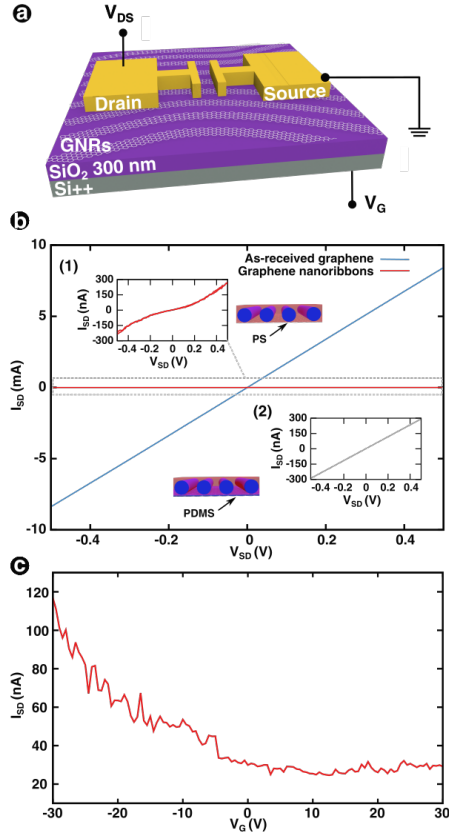 a
V_DS
Drain
Source
GNRs
SiO₂ 300 nm
Si++
V_G
b
10
5
0
-5
-10
I_SD (mA)
-0.4
-0.2
0
0.2
0.4
V_SD (V)
As-received graphene
Graphene nanoribbons
(1)
300
150
0
-150
-300
I_SD (nA)
-0.4
-0.2
0
0.2
0.4
V_SD (V)
PS
(2)
300
150
0
-150
-300
I_SD (nA)
-0.4
-0.2
0
0.2
0.4
V_SD (V)
PDMS
c
120
100
80
60
40
20
I_SD (nA)
-30
-20
-10
0
10
20
30
V_G (V)